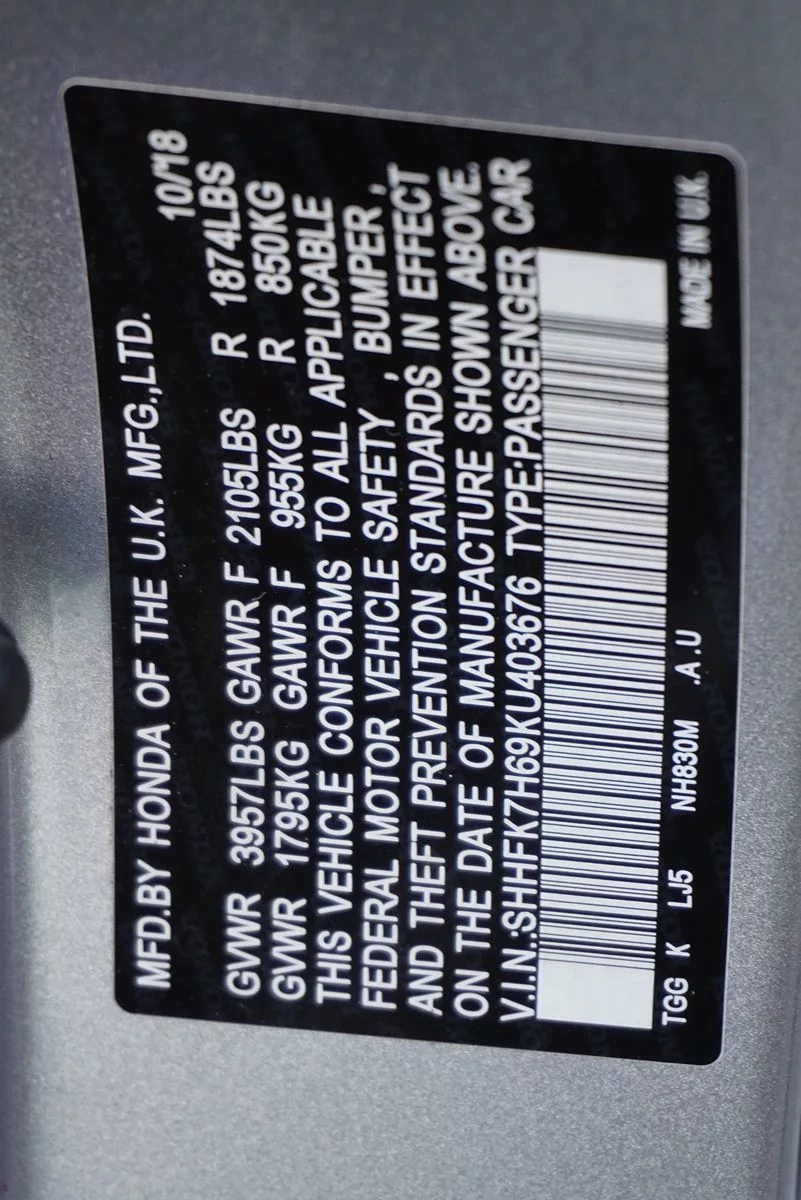 MFD.BY HONDA OF THE U.K. MFG.,LTD. 10/18
GVWR 3957LBS GAWR F 2105LBS R 1874LBS
GVWR 1795KG GAWR F 955KG R 850KG
THIS VEHICLE CONFORMS TO ALL APPLICABLE
FEDERAL MOTOR VEHICLE SAFETY , BUMPER ,
AND THEFT PREVENTION STANDARDS IN EFFECT
ON THE DATE OF MANUFACTURE SHOWN ABOVE.
V.I.N.:SHHFK7H69KU403676 TYPE:PASSENGER CAR
TGG K LJ5 NH830M .A .U MADE IN U.K.